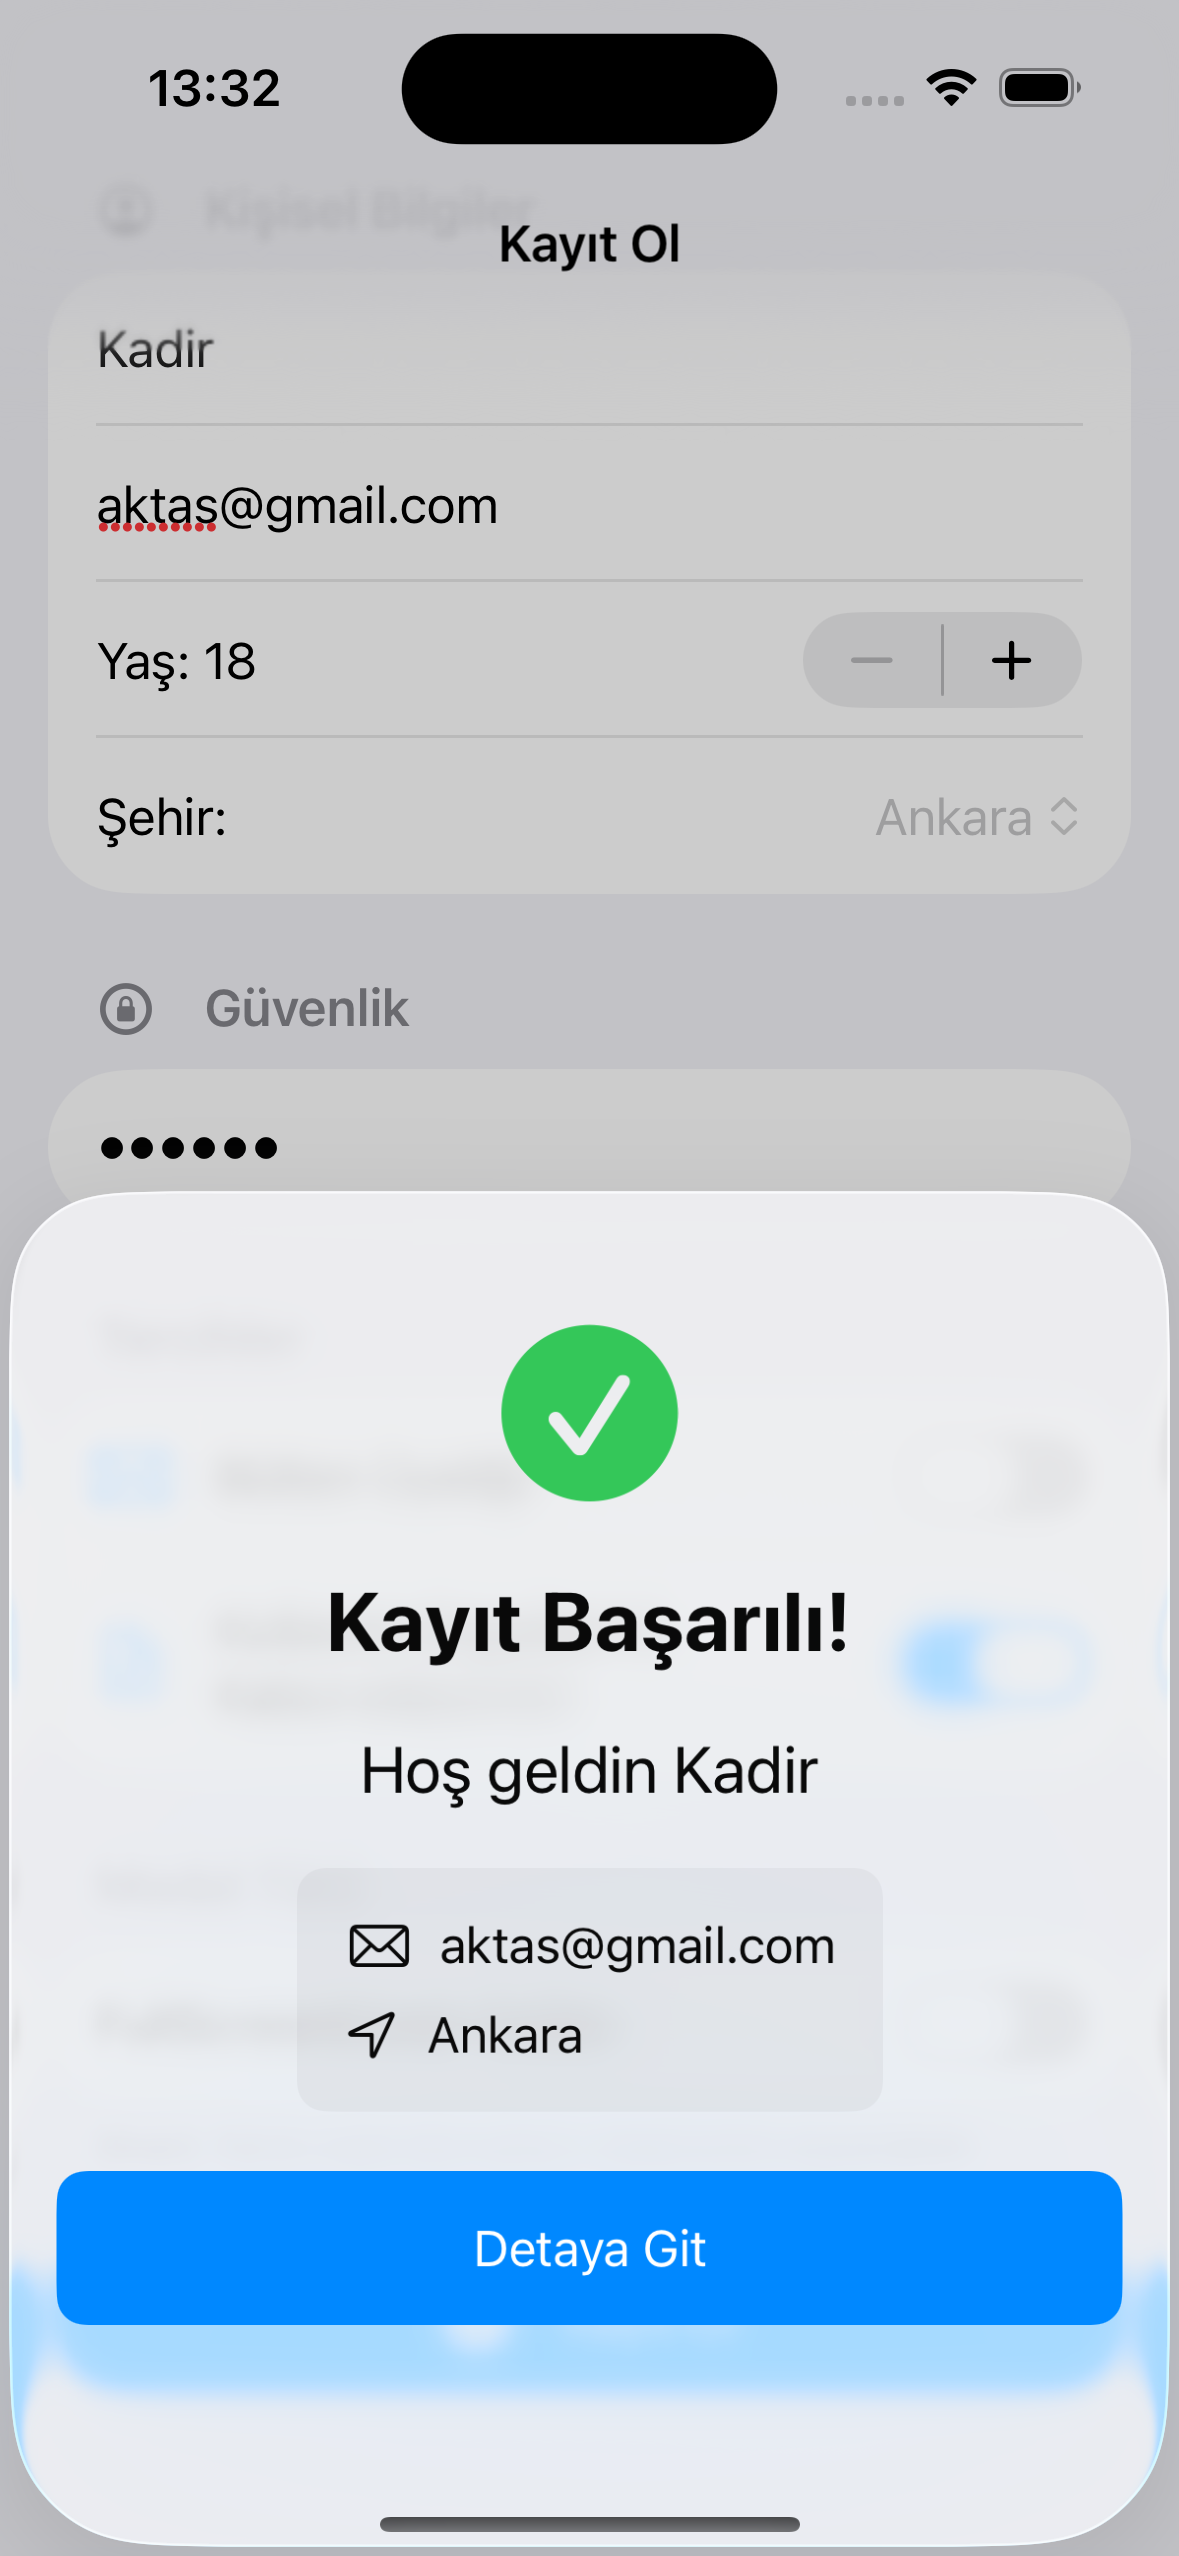 13:32
Kişisel Bilgiler
Kayıt Ol
Kadir
aktas@gmail.com
Yaş: 18
Şehir:
Ankara
Güvenlik
Kayıt Başarılı!
Hoş geldin Kadir
aktas@gmail.com
Ankara
Detaya Git